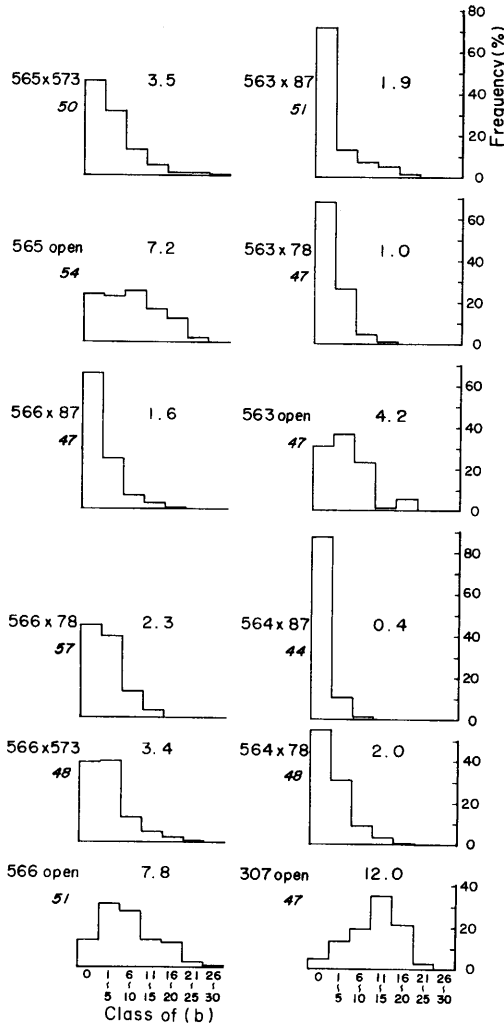 565x573 3.5
50
563 x 87 1.9
51
80
60
40
20
0
Frequency(%)
565 open 7.2
54
563 x 78 1.0
47
60
40
20
0
566 x 87 1.6
47
563 open 4.2
47
60
40
20
0
566 x 78 2.3
57
564 x 87 0.4
44
80
60
40
20
0
566x573 3.4
48
564 x 78 2.0
48
40
20
0
566 open 7.8
51
307 open 12.0
47
40
20
0
0 1 6 11 16 21 26
~ ~ ~ ~ ~ ~
5 10 15 20 25 30
Class of (b)
0 1 6 11 16 21 26
~ ~ ~ ~ ~ ~
5 10 15 20 25 30